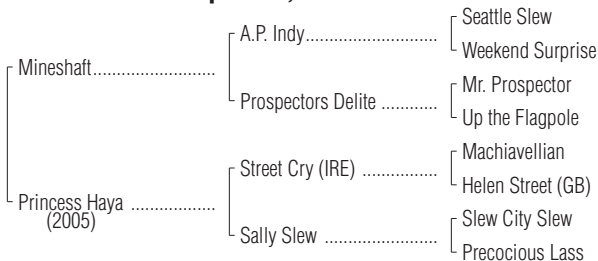 Seattle Slew
A.P. Indy
Weekend Surprise
Mineshaft
Mr. Prospector
Prospectors Delite
Up the Flagpole
Machiavellian
Street Cry (IRE)
Helen Street (GB)
Princess Haya
(2005)
Slew City Slew
Sally Slew
Precocious Lass